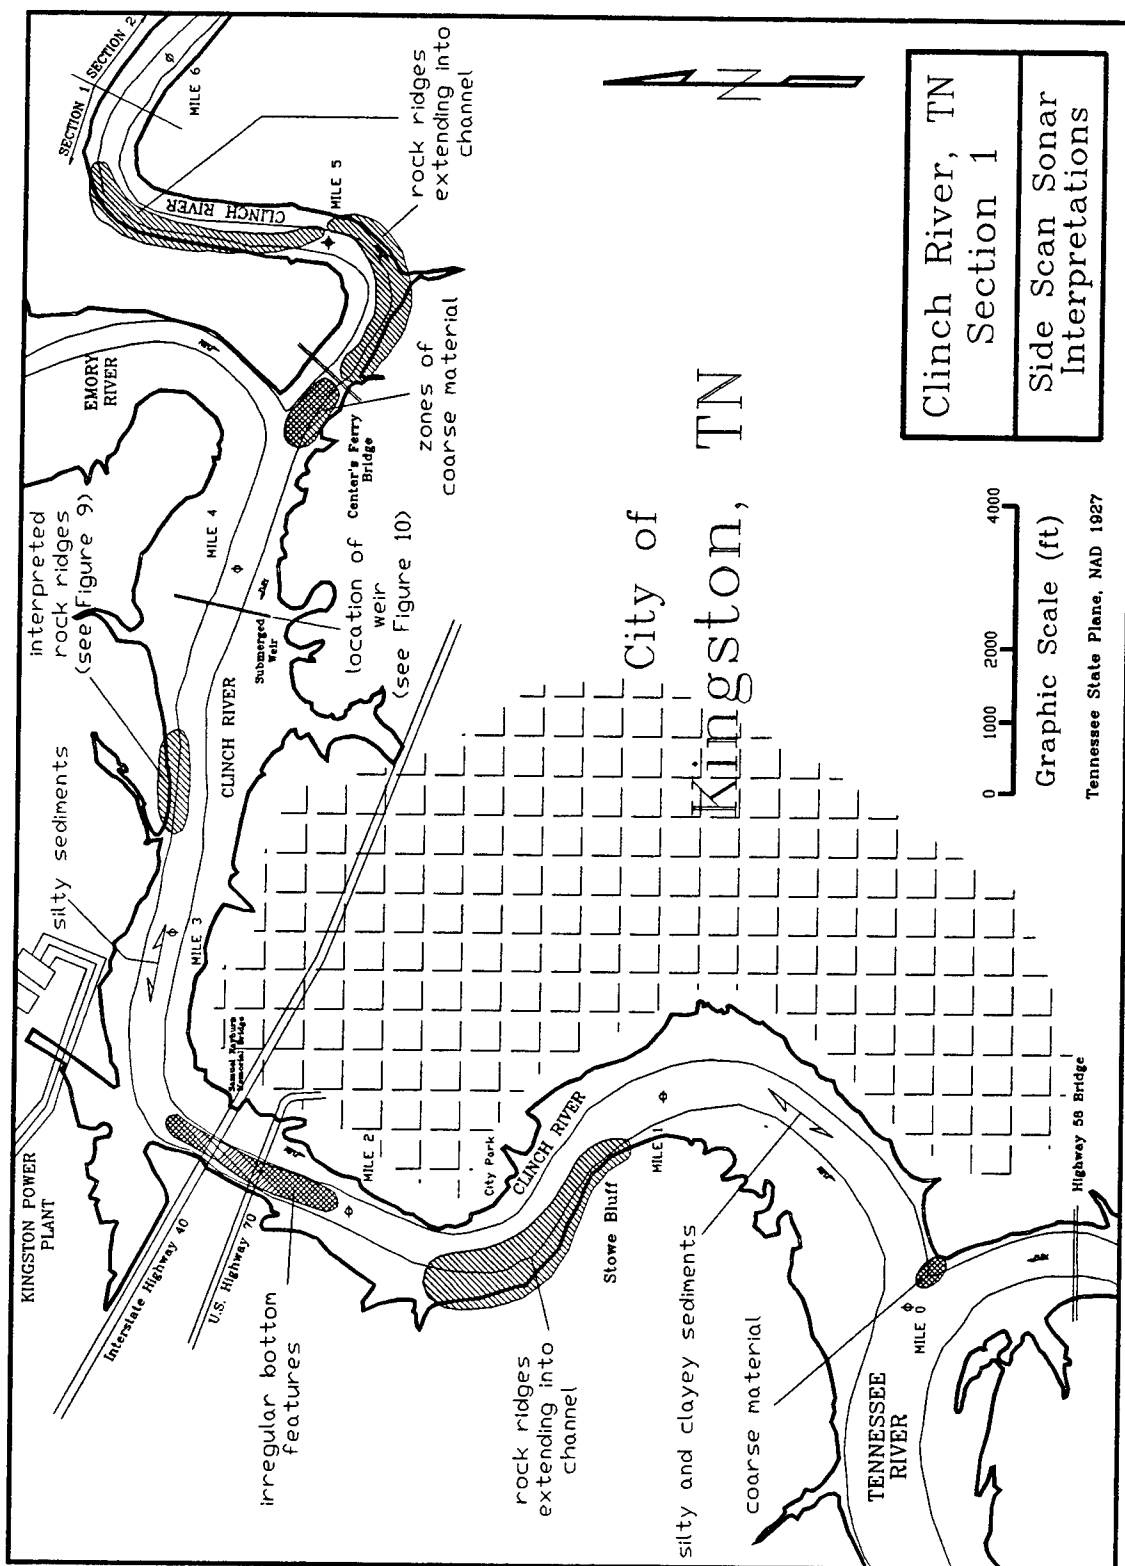 SECTION 1
SECTION 2
MILE 6
rock ridges
extending into
channel
CLINCH RIVER
MILE 5
EMORY
RIVER
zones of
coarse material
Center's Ferry
Bridge
interpreted
rock ridges
(see Figure 9)
MILE 4
Submerged
Weir
location of
weir
(see Figure 10)
CLINCH RIVER
silty sediments
MILE 3
KINGSTON POWER
PLANT
Samuel Rayburn
Memorial Bridge
Interstate Highway 40
U.S. Highway 70
irregular bottom
features
MILE 2
City Park
CLINCH RIVER
rock ridges
extending into
channel
Stowe Bluff
MILE 1
silty and clayey sediments
coarse material
MILE 0
TENNESSEE
RIVER
Highway 58 Bridge
City of
Kingston, TN
N
Clinch River, TN
Section 1
Side Scan Sonar
Interpretations
0 1000 2000 4000
Graphic Scale (ft)
Tennessee State Plane, NAD 1927